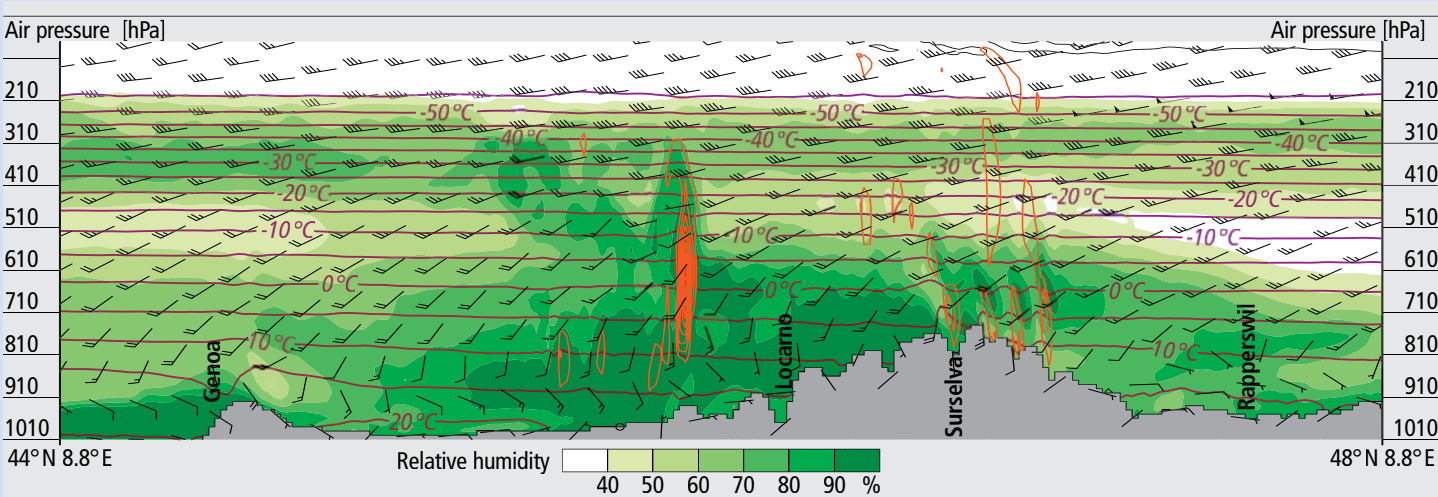 Air pressure [hPa] Air pressure [hPa]
210 -50°C -50°C -50°C 210
310 -40°C -40°C -40°C 310
-30°C -30°C -30°C
410 -20°C -20°C -20°C 410
510 -10°C -10°C -10°C 510
610 0°C 0°C 0°C 610
710 710
810 10°C 10°C 810
910 Genoa Locarno Surselva Rapperswil 910
1010 20°C 1010
44°N 8.8°E 48°N 8.8°E
Relative humidity
40 50 60 70 80 90 %